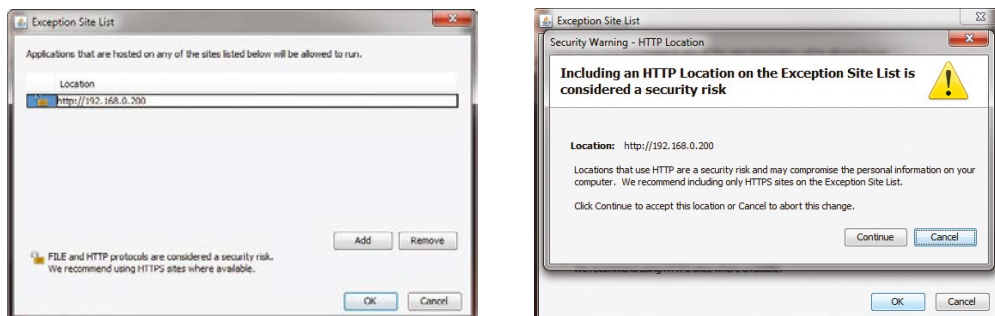 Exception Site List
Applications that are hosted on any of the sites listed below will be allowed to run.
Location
http://192.168.0.200
Add
Remove
FILE and HTTP protocols are considered a security risk.
We recommend using HTTPS sites where available.
OK
Cancel
Exception Site List
Security Warning - HTTP Location
Including an HTTP Location on the Exception Site List is
considered a security risk
Location: http://192.168.0.200
Locations that use HTTP are a security risk and may compromise the personal information on your
computer. We recommend including only HTTPS sites on the Exception Site List.
Click Continue to accept this location or Cancel to abort this change.
Continue
Cancel
OK
Cancel